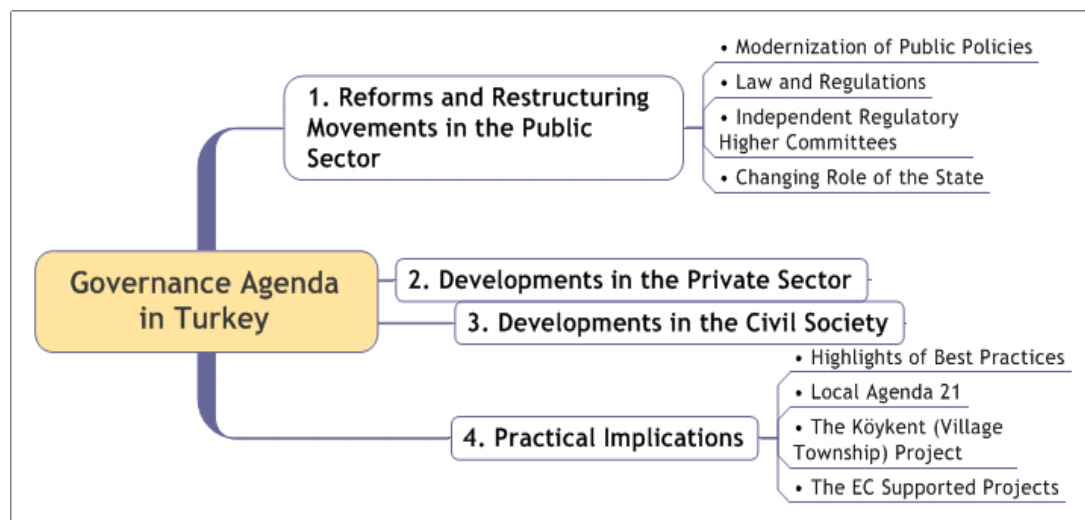 • Modernization of Public Policies
1. Reforms and Restructuring
Movements in the Public
Sector
• Law and Regulations
• Independent Regulatory
Higher Committees
• Changing Role of the State
Governance Agenda
in Turkey
2. Developments in the Private Sector
3. Developments in the Civil Society
4. Practical Implications
• Highlights of Best Practices
• Local Agenda 21
• The Köykent (Village
Township) Project
• The EC Supported Projects